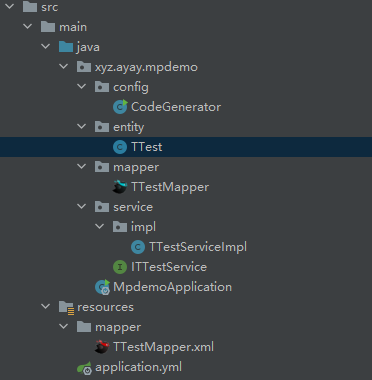 src
main
java
xyz.ayay.mpdemo
config
CodeGenerator
entity
TTest
mapper
TTestMapper
service
impl
TTestServiceImpl
ITTestService
MpdemoApplication
resources
mapper
TTestMapper.xml
application.yml